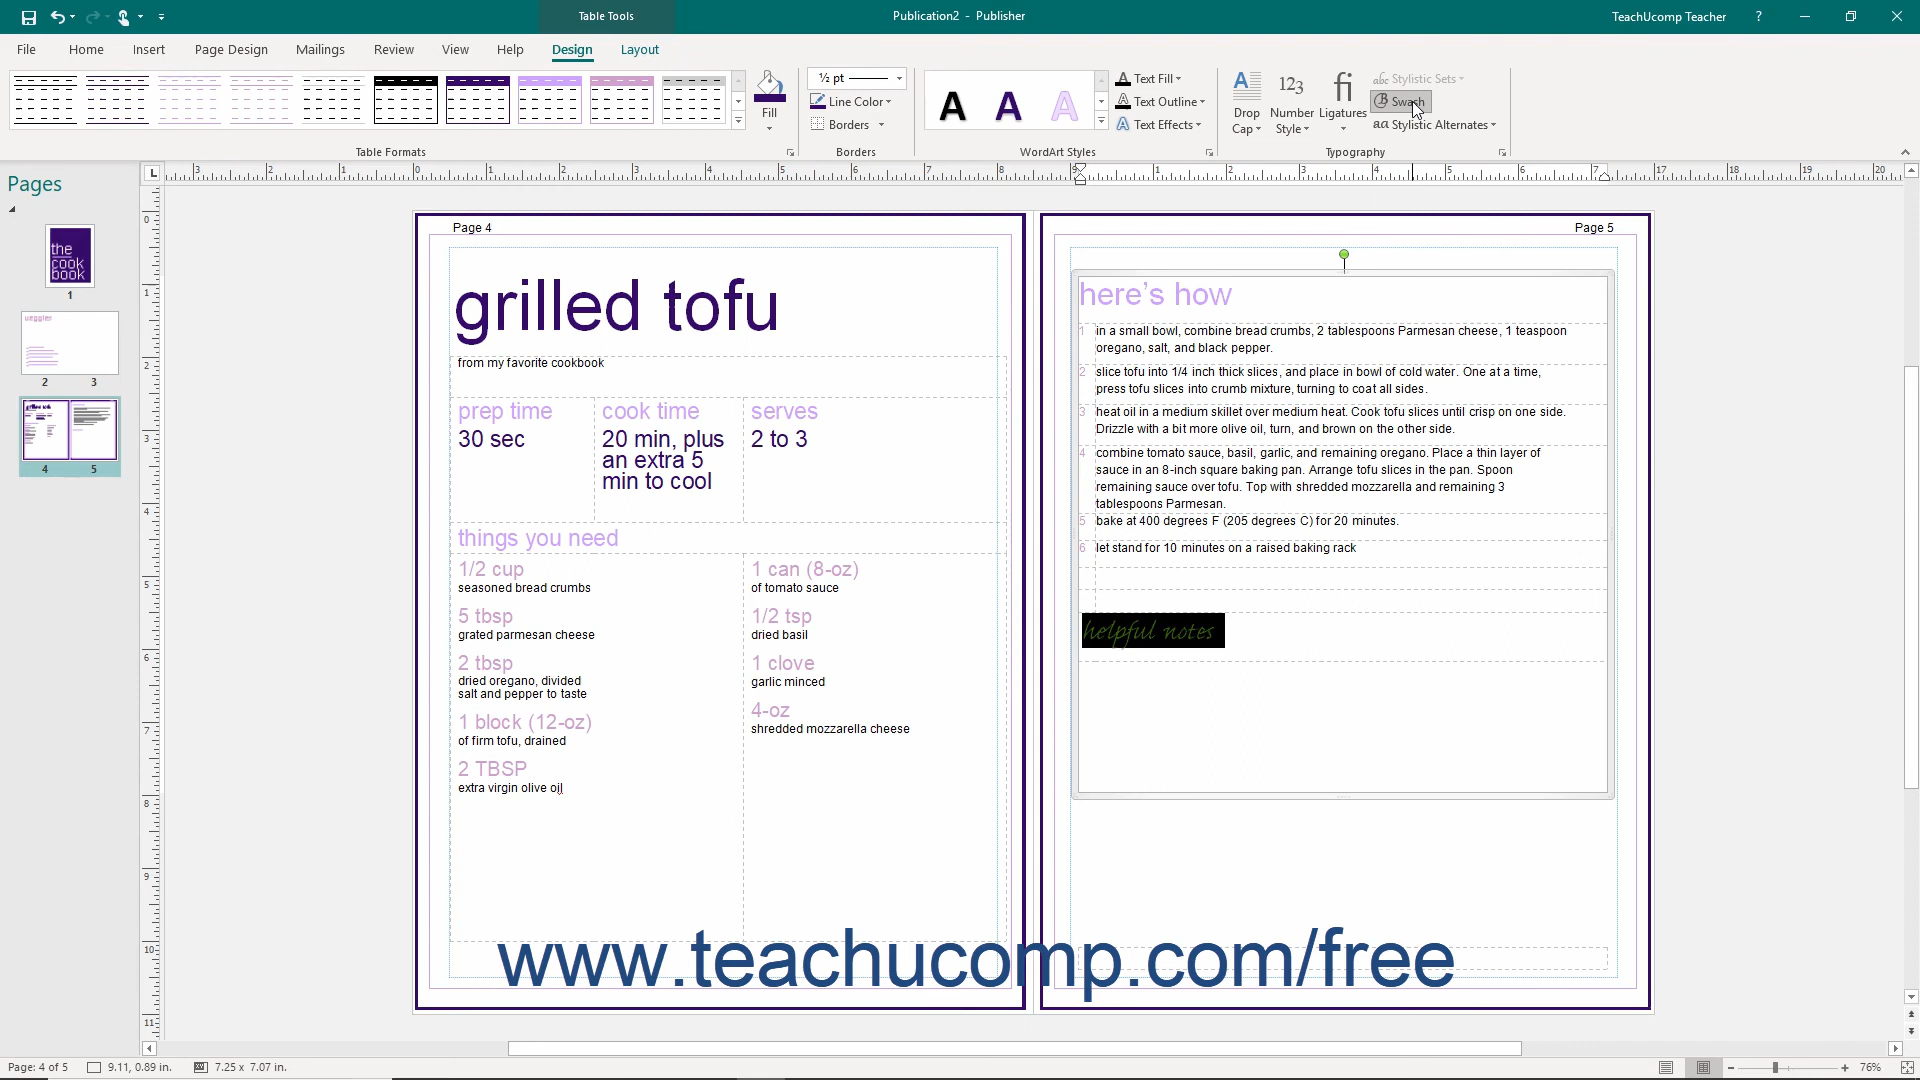 Table Tools
Publication2 - Publisher
TeachUcomp Teacher
?
File
Home
Insert
Page Design
Mailings
Review
View
Help
Design
Layout
Fill
½ pt
Line Color
Borders
A A A
Text Fill
Text Outline
Text Effects
Drop
Cap
Number
Style
Ligatures
Stylistic Sets
Swash
Stylistic Alternates
Table Formats
Borders
WordArt Styles
Typography
Pages
the
cook
book
1
2 3
4 5
Page 4
grilled tofu
from my favorite cookbook
prep time
30 sec
cook time
20 min, plus
an extra 5
min to cool
serves
2 to 3
things you need
1/2 cup
seasoned bread crumbs
5 tbsp
grated parmesan cheese
2 tbsp
dried oregano, divided
salt and pepper to taste
1 block (12-oz)
of firm tofu, drained
2 TBSP
extra virgin olive oil
1 can (8-oz)
of tomato sauce
1/2 tsp
dried basil
1 clove
garlic minced
4-oz
shredded mozzarella cheese
Page 5
here's how
1 in a small bowl, combine bread crumbs, 2 tablespoons Parmesan cheese, 1 teaspoon
oregano, salt, and black pepper.
2 slice tofu into 1/4 inch thick slices, and place in bowl of cold water. One at a time,
press tofu slices into crumb mixture, turning to coat all sides.
3 heat oil in a medium skillet over medium heat. Cook tofu slices until crisp on one side.
Drizzle with a bit more olive oil, turn, and brown on the other side.
4 combine tomato sauce, basil, garlic, and remaining oregano. Place a thin layer of
sauce in an 8-inch square baking pan. Arrange tofu slices in the pan. Spoon
remaining sauce over tofu. Top with shredded mozzarella and remaining 3
tablespoons Parmesan.
5 bake at 400 degrees F (205 degrees C) for 20 minutes.
6 let stand for 10 minutes on a raised baking rack
helpful notes
www.teachucomp.com/free
Page: 4 of 5
9.11, 0.89 in.
7.25 x 7.07 in.
76%